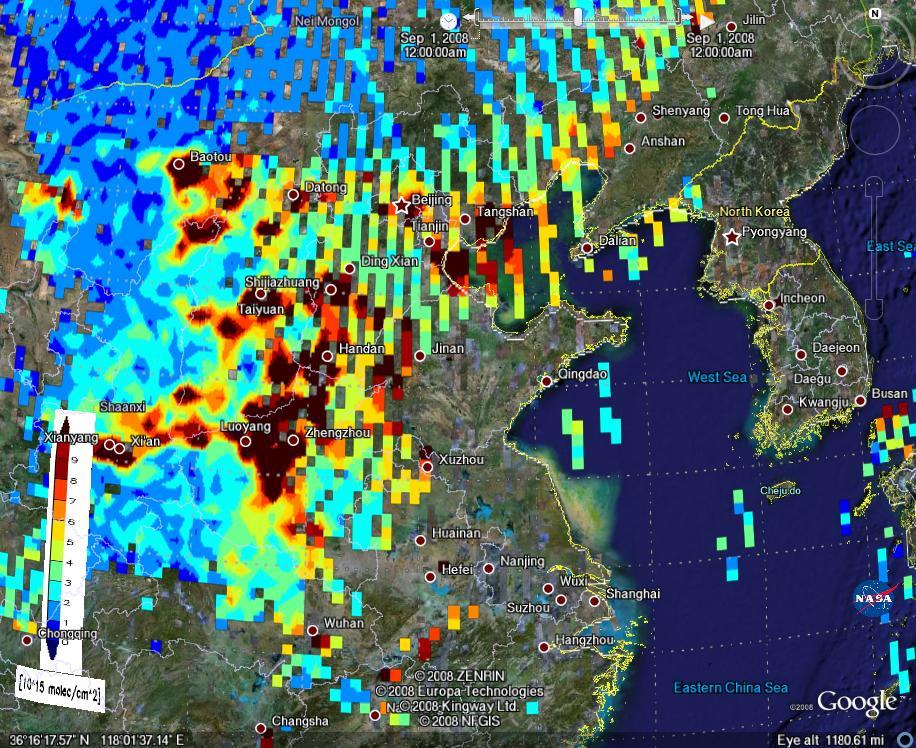 Nei Mongol
Sep 1, 2008
12:00:00am
Sep 1, 2008
12:00:00am
N
Jilin
Shenyang
Tong Hua
Anshan
Baotou
Datong
Beijing
Tangshan
Tianjin
North Korea
Pyongyang
Dalian
East Sea
Ding Xian
Shijiazhuang
Taiyuan
Incheon
Handan
Jinan
Daejeon
Daegu
Qingdao
West Sea
Busan
Kwangju
Shaanxi
Xianyang
Xi'an
Luoyang
Zhengzhou
Xuzhou
Cheju do
9
8
7
6
5
4
3
2
1
0
[10^15 molec/cm^2]
Huainan
Nanjing
Hefei
Wuxi
Suzhou
Shanghai
NASA
Chongqing
Wuhan
Hangzhou
© 2008 ZENRIN
© 2008 Europa Technologies
© 2008 Kingway Ltd.
© 2008 NFGIS
Eastern China Sea
©2008 Google
Changsha
36°16'17.57" N 118°01'37.14" E
Eye alt 1180.61 mi